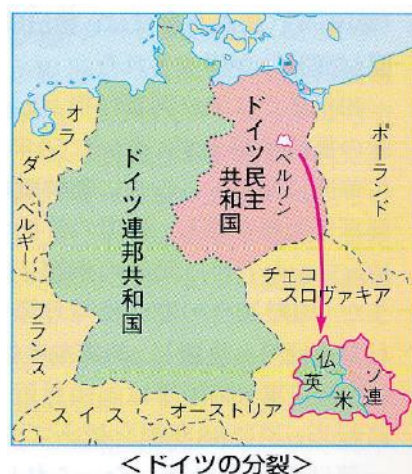 オランダ
ベルギー
フランス
スイス
オーストリア
ドイツ連邦共和国
ドイツ民主
共和国
ベルリン
ポーランド
チェコ
スロヴァキア
仏
英
米
ソ連
<ドイツの分裂>